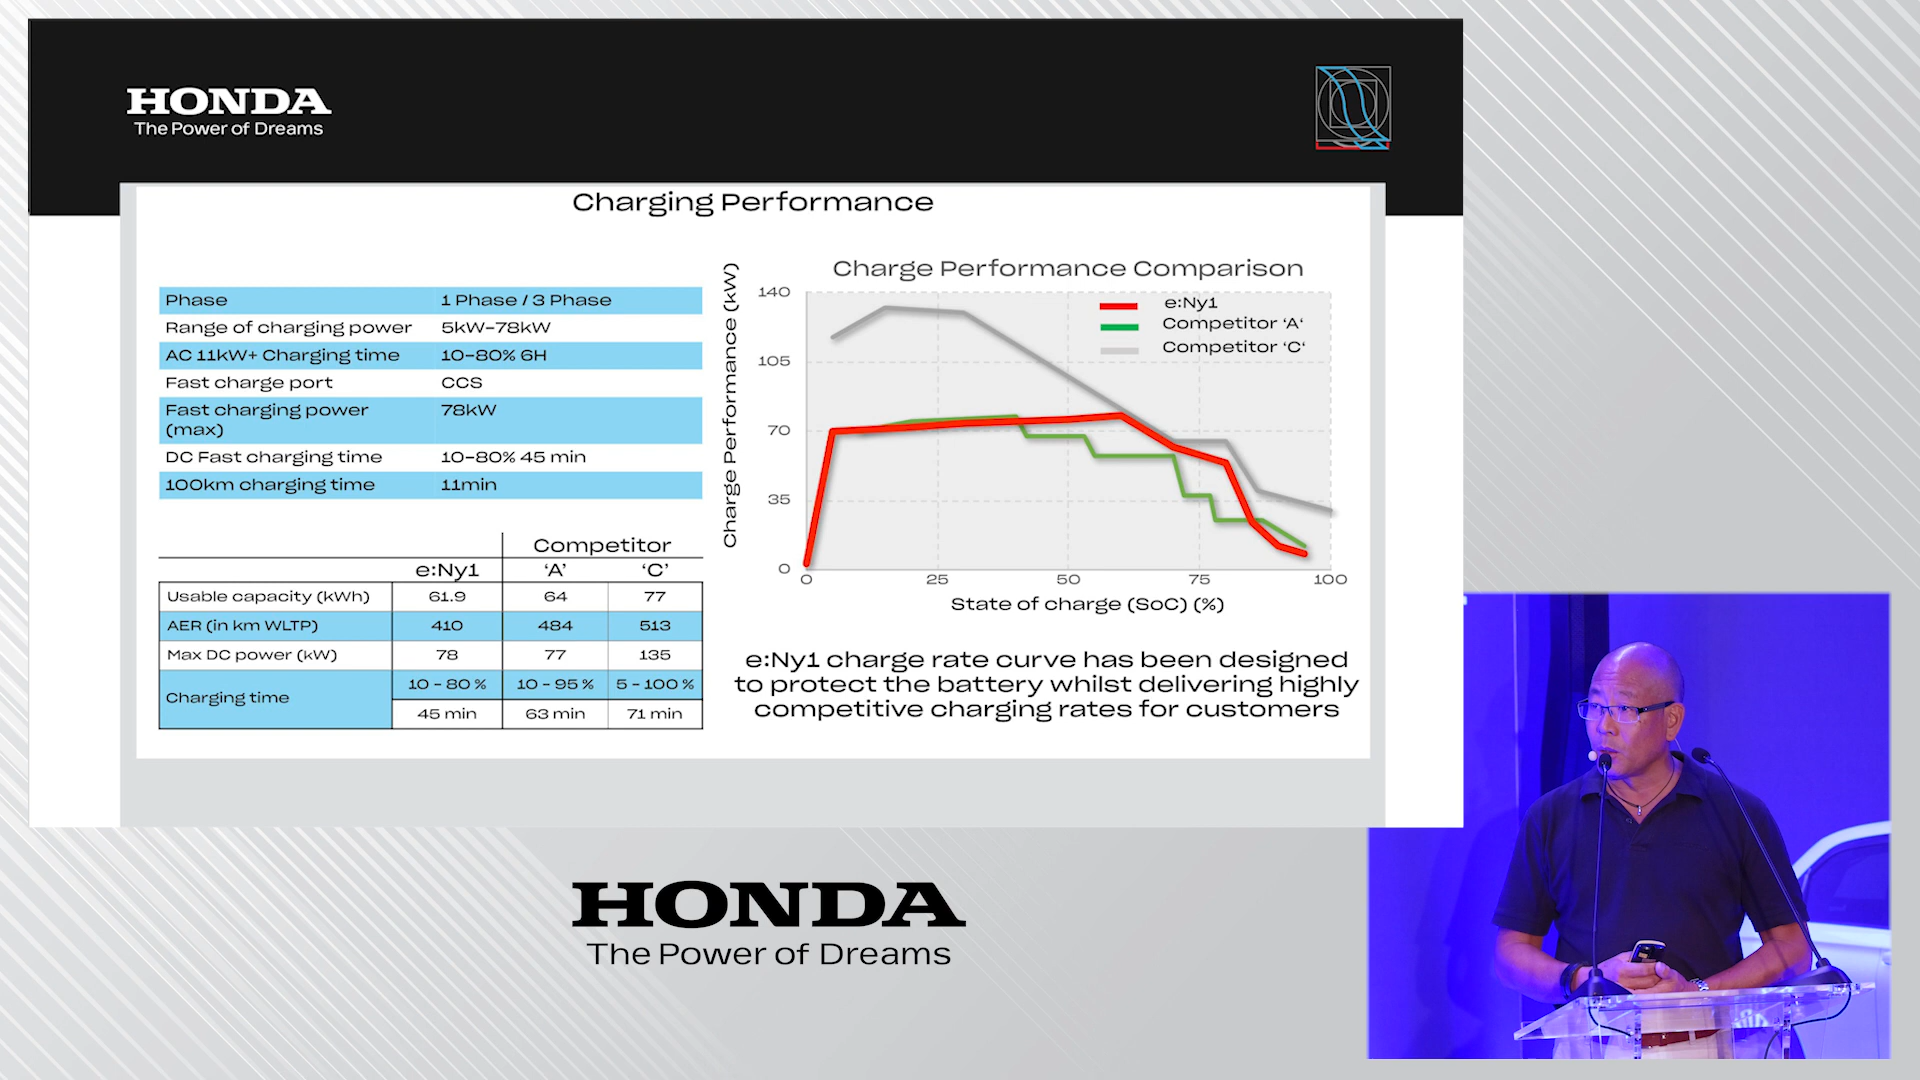 HONDA
The Power of Dreams
Charging Performance
Phase 1 Phase / 3 Phase
Range of charging power 5kW-78kW
AC 11kW+ Charging time 10-80% 6H
Fast charge port CCS
Fast charging power
(max) 78kW
DC Fast charging time 10-80% 45 min
100km charging time 11min
Competitor
e:Ny1 ‘A’ ‘C’
Usable capacity (kWh) 61.9 64 77
AER (in km WLTP) 410 484 513
Max DC power (kW) 78 77 135
Charging time 10 - 80 % 10 - 95 % 5 - 100 %
45 min 63 min 71 min
Charge Performance Comparison
Charge Performance (kW)
140
105
70
35
0
0 25 50 75 100
State of charge (SoC) (%)
e:Ny1
Competitor ‘A‘
Competitor ‘C‘
e:Ny1 charge rate curve has been designed
to protect the battery whilst delivering highly
competitive charging rates for customers
HONDA
The Power of Dreams